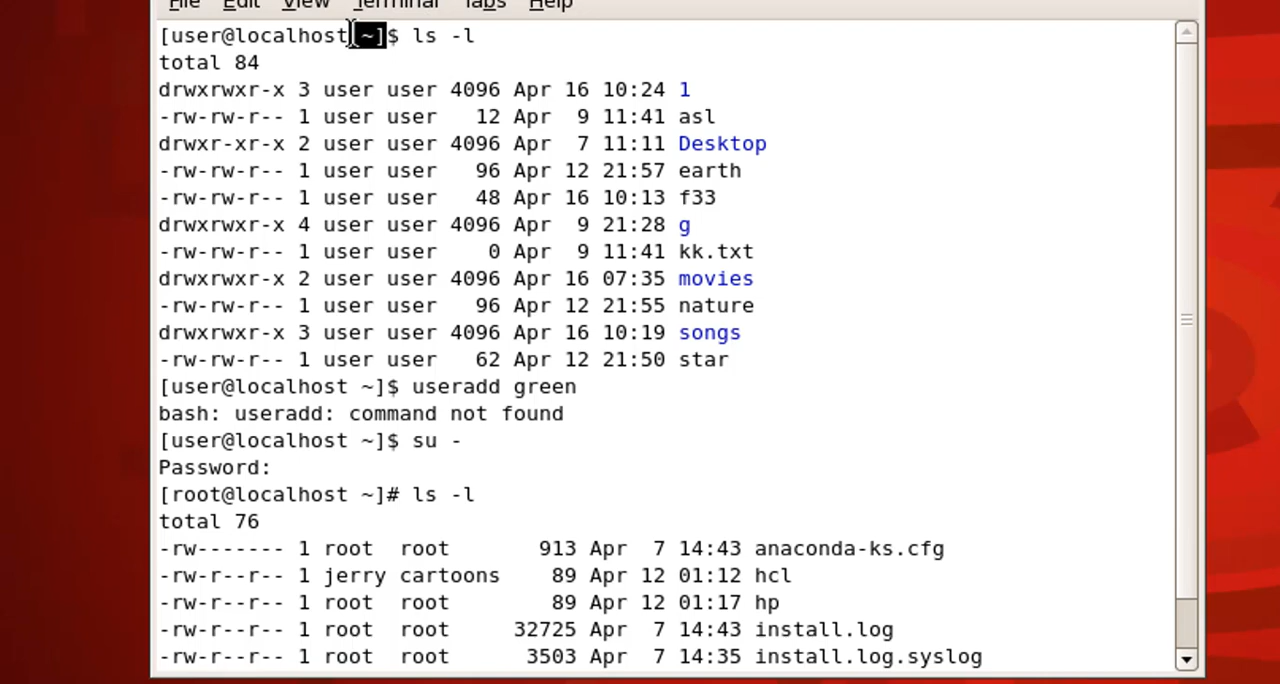 File Edit View Terminal Tabs Help
[user@localhost ~]$ ls -l
total 84
drwxrwxr-x 3 user user 4096 Apr 16 10:24 1
-rw-rw-r-- 1 user user   12 Apr  9 11:41 asl
drwxr-xr-x 2 user user 4096 Apr  7 11:11 Desktop
-rw-rw-r-- 1 user user   96 Apr 12 21:57 earth
-rw-rw-r-- 1 user user   48 Apr 16 10:13 f33
drwxrwxr-x 4 user user 4096 Apr  9 21:28 g
-rw-rw-r-- 1 user user    0 Apr  9 11:41 kk.txt
drwxrwxr-x 2 user user 4096 Apr 16 07:35 movies
-rw-rw-r-- 1 user user   96 Apr 12 21:55 nature
drwxrwxr-x 3 user user 4096 Apr 16 10:19 songs
-rw-rw-r-- 1 user user   62 Apr 12 21:50 star
[user@localhost ~]$ useradd green
bash: useradd: command not found
[user@localhost ~]$ su -
Password:
[root@localhost ~]# ls -l
total 76
-rw------- 1 root  root       913 Apr  7 14:43 anaconda-ks.cfg
-rw-r--r-- 1 jerry cartoons    89 Apr 12 01:12 hcl
-rw-r--r-- 1 root  root        89 Apr 12 01:17 hp
-rw-r--r-- 1 root  root     32725 Apr  7 14:43 install.log
-rw-r--r-- 1 root  root      3503 Apr  7 14:35 install.log.syslog